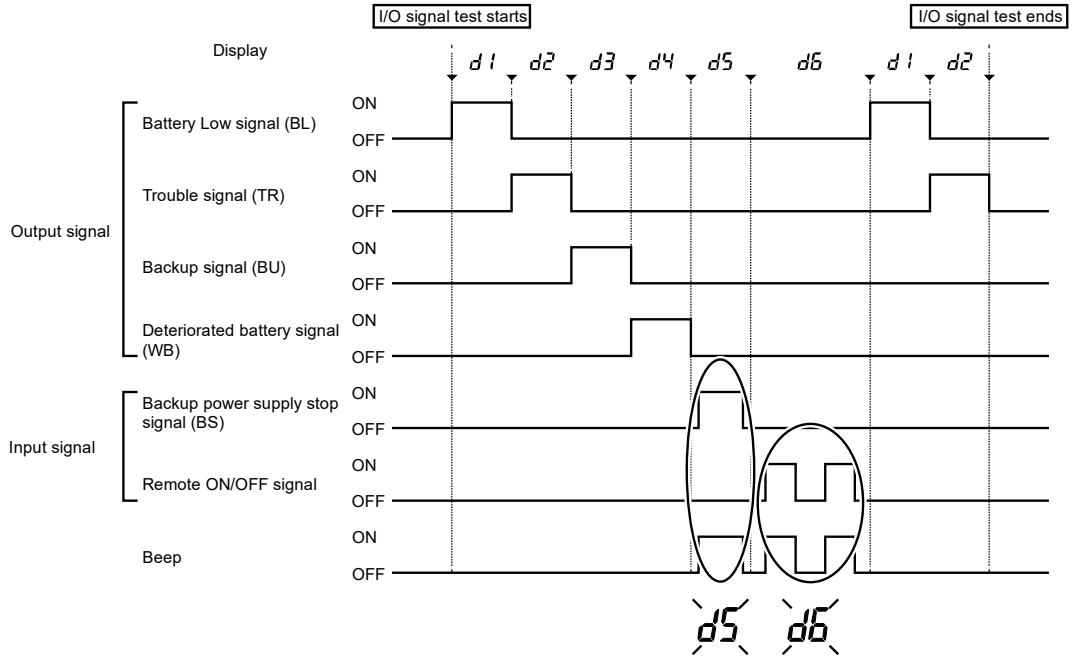 I/O signal test starts
I/O signal test ends
Display
d1 d2 d3 d4 d5 d6 d1 d2
Output signal
Battery Low signal (BL)
ON
OFF
Trouble signal (TR)
ON
OFF
Backup signal (BU)
ON
OFF
Deteriorated battery signal
(WB)
ON
OFF
Input signal
Backup power supply stop
signal (BS)
ON
OFF
Remote ON/OFF signal
ON
OFF
Beep
ON
OFF
d5 d6